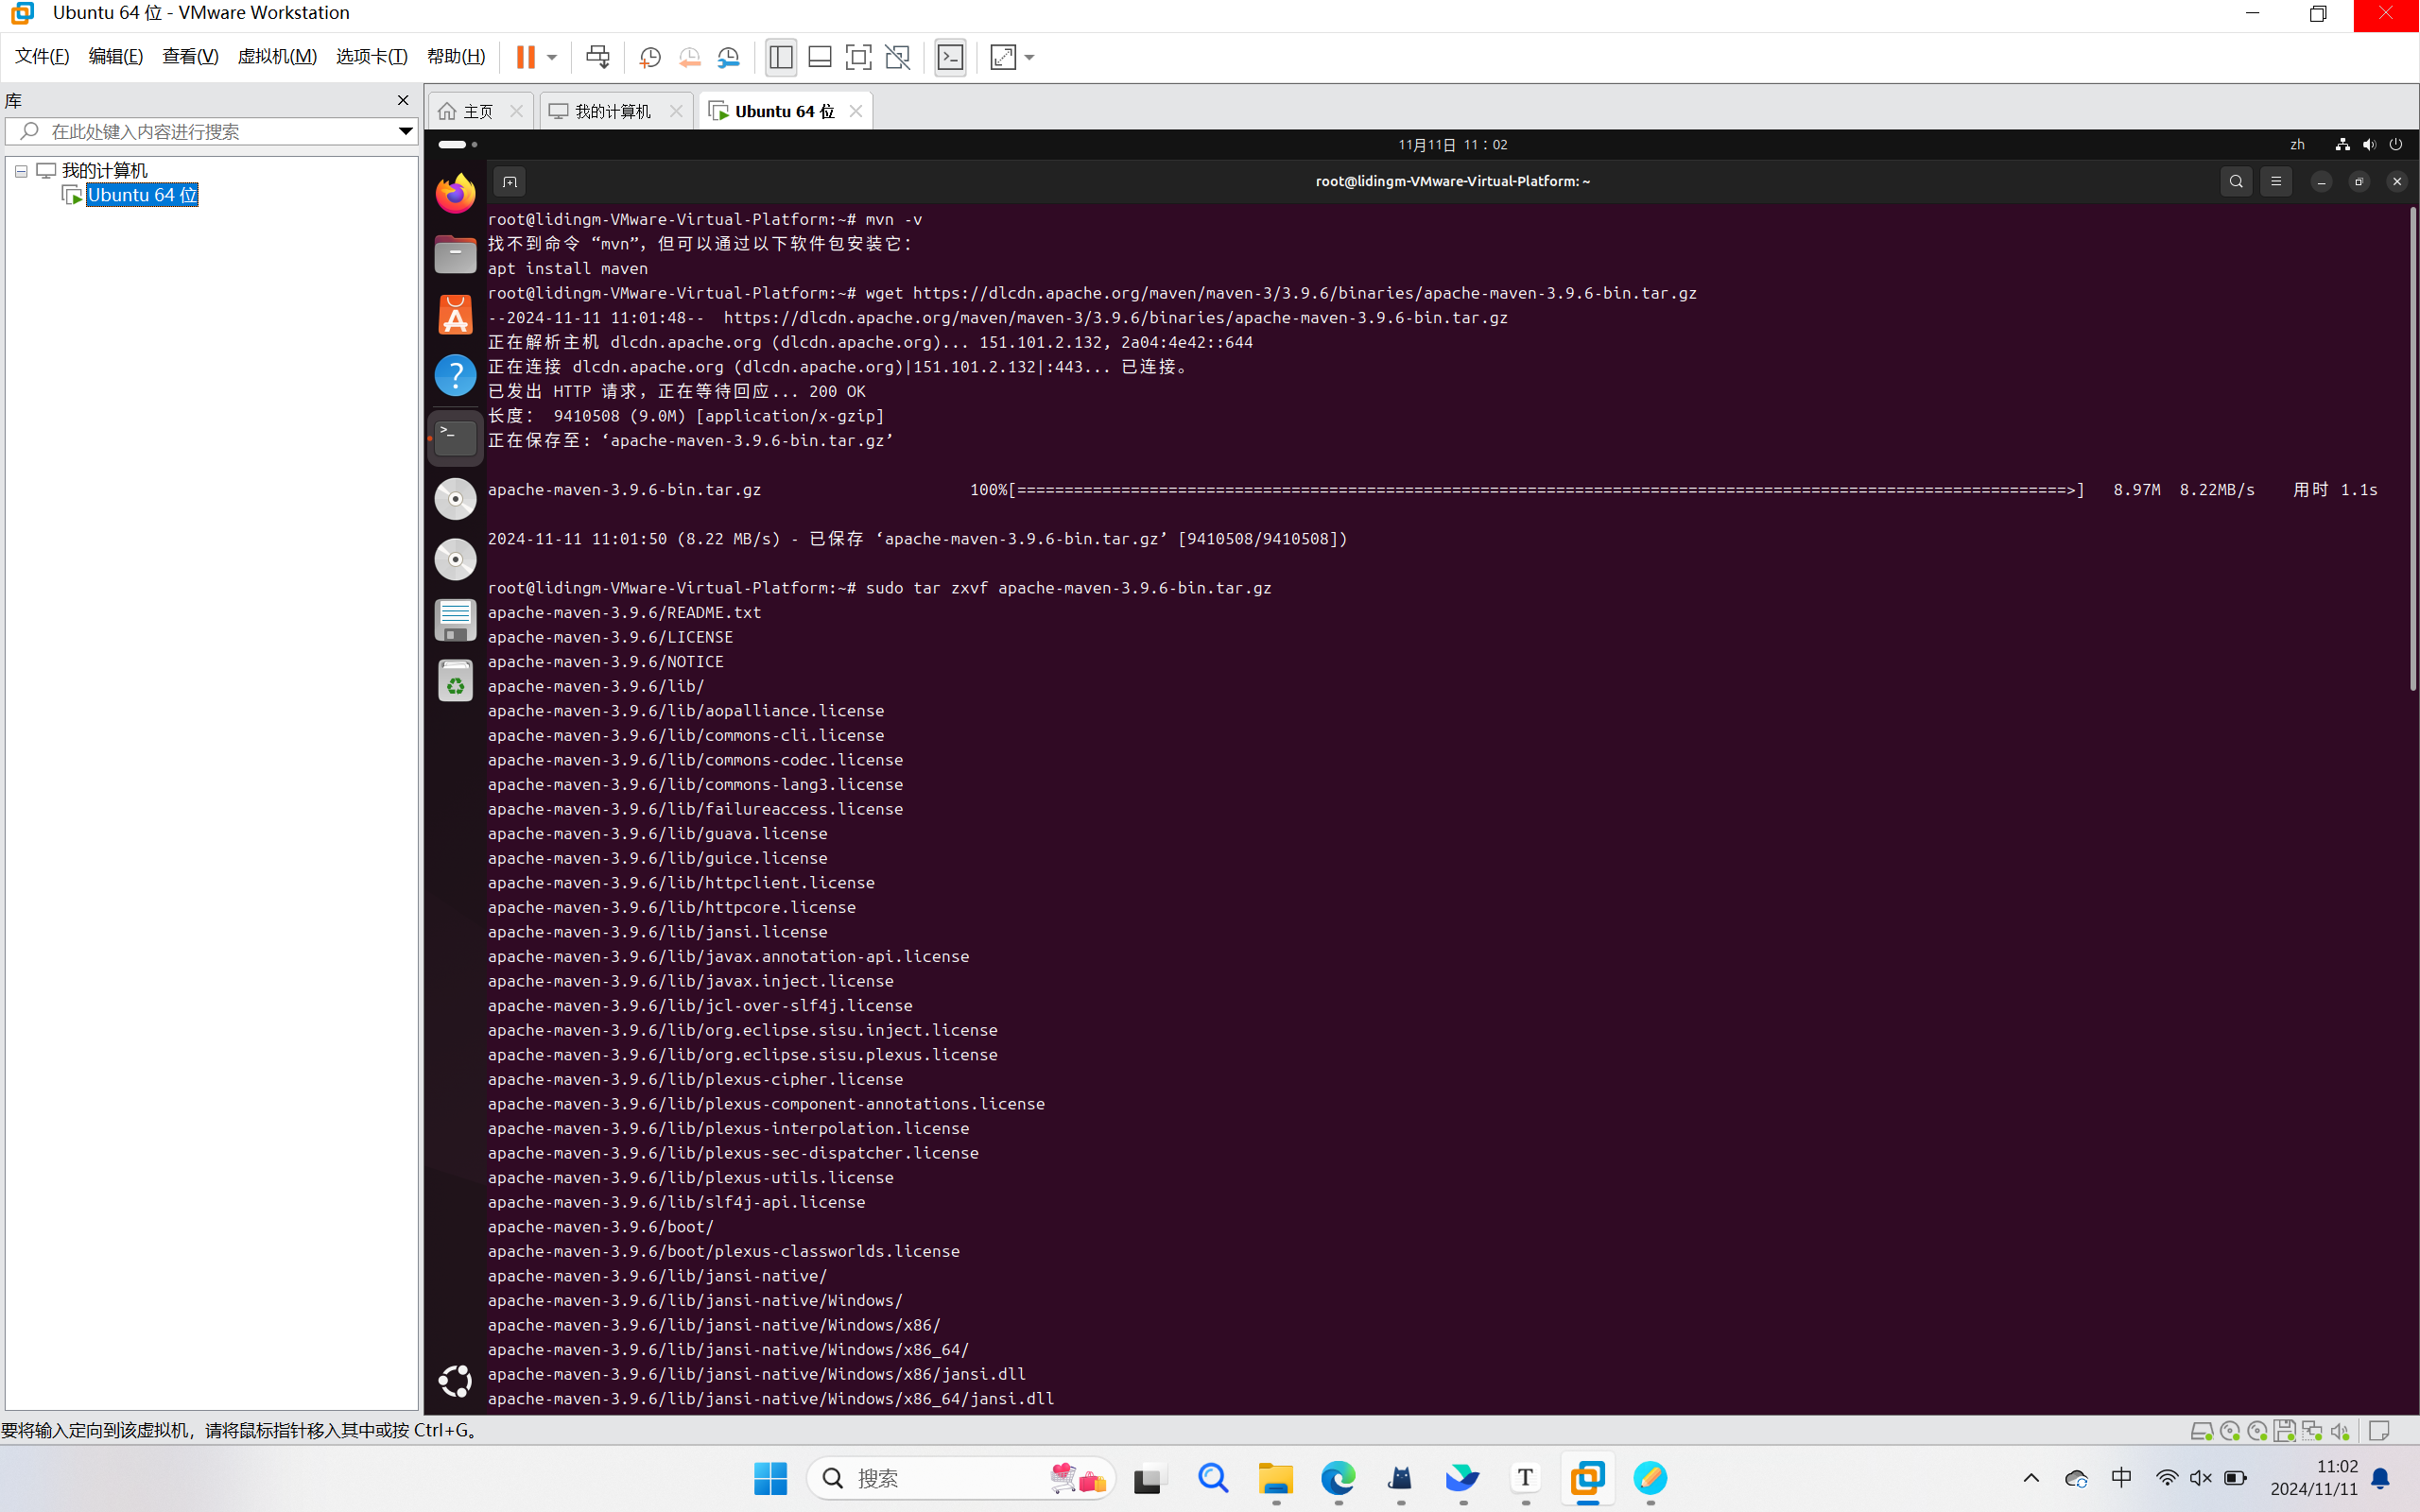 Ubuntu 64 位 - VMware Workstation
文件(F) 编辑(E) 查看(V) 虚拟机(M) 选项卡(T) 帮助(H)
库
在此处键入内容进行搜索
我的计算机
Ubuntu 64 位
主页 我的计算机 Ubuntu 64 位
11月11日 11：02
zh
root@lidingm-VMware-Virtual-Platform: ~
root@lidingm-VMware-Virtual-Platform:~# mvn -v
找不到命令 “mvn”，但可以通过以下软件包安装它：
apt install maven
root@lidingm-VMware-Virtual-Platform:~# wget https://dlcdn.apache.org/maven/maven-3/3.9.6/binaries/apache-maven-3.9.6-bin.tar.gz
--2024-11-11 11:01:48--  https://dlcdn.apache.org/maven/maven-3/3.9.6/binaries/apache-maven-3.9.6-bin.tar.gz
正在解析主机 dlcdn.apache.org (dlcdn.apache.org)... 151.101.2.132, 2a04:4e42::644
正在连接 dlcdn.apache.org (dlcdn.apache.org)|151.101.2.132|:443... 已连接。
已发出 HTTP 请求，正在等待回应... 200 OK
长度： 9410508 (9.0M) [application/x-gzip]
正在保存至: ‘apache-maven-3.9.6-bin.tar.gz’
apache-maven-3.9.6-bin.tar.gz 100%[===============================================================================================================>] 8.97M 8.22MB/s 用时 1.1s
2024-11-11 11:01:50 (8.22 MB/s) - 已保存 ‘apache-maven-3.9.6-bin.tar.gz’ [9410508/9410508])
root@lidingm-VMware-Virtual-Platform:~# sudo tar zxvf apache-maven-3.9.6-bin.tar.gz
apache-maven-3.9.6/README.txt
apache-maven-3.9.6/LICENSE
apache-maven-3.9.6/NOTICE
apache-maven-3.9.6/lib/
apache-maven-3.9.6/lib/aopalliance.license
apache-maven-3.9.6/lib/commons-cli.license
apache-maven-3.9.6/lib/commons-codec.license
apache-maven-3.9.6/lib/commons-lang3.license
apache-maven-3.9.6/lib/failureaccess.license
apache-maven-3.9.6/lib/guava.license
apache-maven-3.9.6/lib/guice.license
apache-maven-3.9.6/lib/httpclient.license
apache-maven-3.9.6/lib/httpcore.license
apache-maven-3.9.6/lib/jansi.license
apache-maven-3.9.6/lib/javax.annotation-api.license
apache-maven-3.9.6/lib/javax.inject.license
apache-maven-3.9.6/lib/jcl-over-slf4j.license
apache-maven-3.9.6/lib/org.eclipse.sisu.inject.license
apache-maven-3.9.6/lib/org.eclipse.sisu.plexus.license
apache-maven-3.9.6/lib/plexus-cipher.license
apache-maven-3.9.6/lib/plexus-component-annotations.license
apache-maven-3.9.6/lib/plexus-interpolation.license
apache-maven-3.9.6/lib/plexus-sec-dispatcher.license
apache-maven-3.9.6/lib/plexus-utils.license
apache-maven-3.9.6/lib/slf4j-api.license
apache-maven-3.9.6/boot/
apache-maven-3.9.6/boot/plexus-classworlds.license
apache-maven-3.9.6/lib/jansi-native/
apache-maven-3.9.6/lib/jansi-native/Windows/
apache-maven-3.9.6/lib/jansi-native/Windows/x86/
apache-maven-3.9.6/lib/jansi-native/Windows/x86_64/
apache-maven-3.9.6/lib/jansi-native/Windows/x86/jansi.dll
apache-maven-3.9.6/lib/jansi-native/Windows/x86_64/jansi.dll
要将输入定向到该虚拟机，请将鼠标指针移入其中或按 Ctrl+G。
搜索
T
中
11:02
2024/11/11